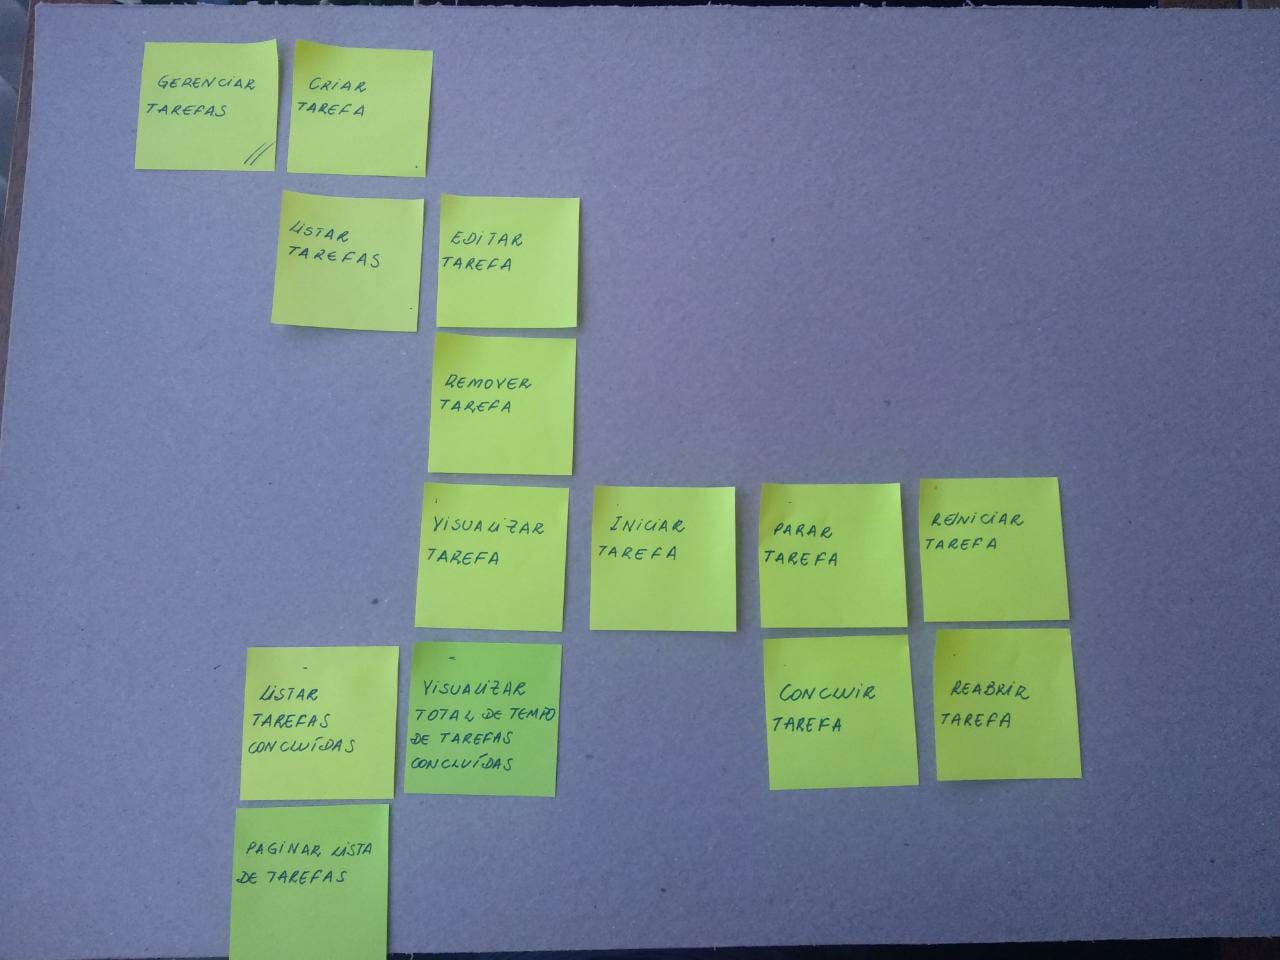 GERENCIAR
TAREFAS
CRIAR
TAREFA
LISTAR
TAREFAS
EDITAR
TAREFA
REMOVER
TAREFA
VISUALIZAR
TAREFA
INICIAR
TAREFA
PARAR
TAREFA
REINICIAR
TAREFA
LISTAR
TAREFAS
CONCLUÍDAS
VISUALIZAR
TOTAL DE TEMPO
DE TAREFAS
CONCLUÍDAS
CONCLUIR
TAREFA
REABRIR
TAREFA
PAGINAR LISTA
DE TAREFAS